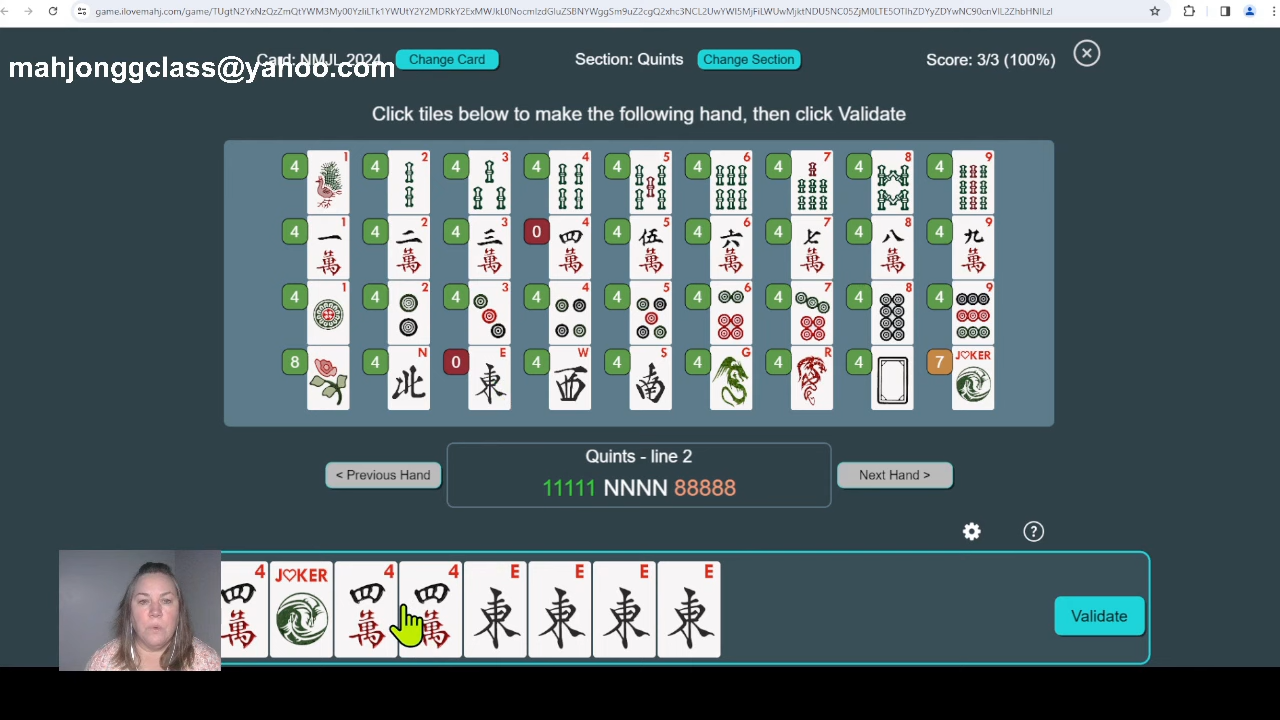 game.ilovemahj.com/game/
mahjonggclass@yahoo.com
Card: NMJL 2024 Change Card Section: Quints Change Section Score: 3/3 (100%)
Click tiles below to make the following hand, then click Validate
4 1 4 2 4 3 4 4 4 5 4 6 4 7 4 8 4 9
4 一萬 1 4 二萬 2 4 三萬 3 0 四萬 4 4 伍萬 5 4 六萬 6 4 七萬 7 4 八萬 8 4 九萬 9
4 1 4 2 4 3 4 4 4 5 4 6 4 7 4 8 4 9
8 4 北 N 0 東 E 4 西 W 4 南 S 4 G 4 R 4 7 JOKER
Quints - line 2
< Previous Hand 11111 NNNN 88888 Next Hand >
?
四萬 4 JOKER 四萬 4 四萬 4 東 E 東 E 東 E 東 E
Validate